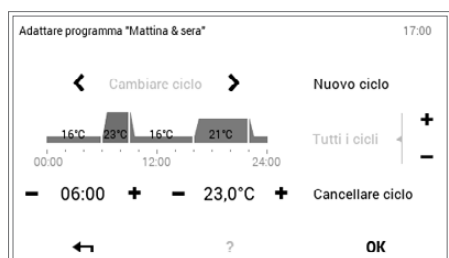 Adattare programma "Mattina & sera" 17:00
Cambiare ciclo
Nuovo ciclo
16°C 23°C 16°C 21°C
Tutti i cicli
00:00 12:00 24:00
06:00 23,0°C
Cancellare ciclo
? OK